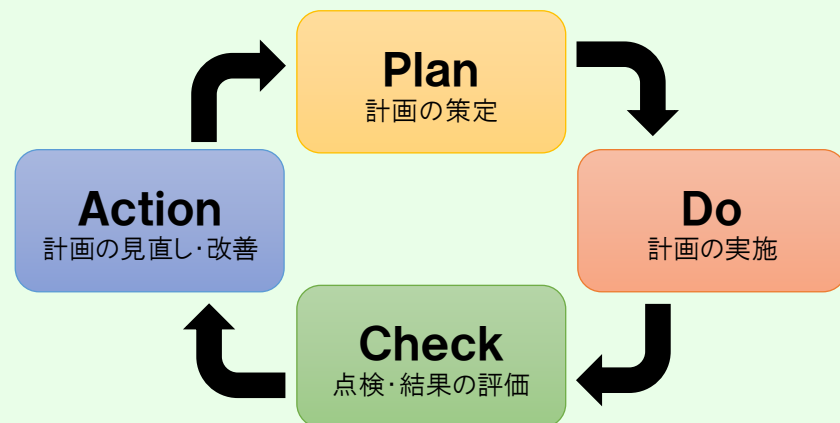 Plan
計画の策定
Action
計画の見直し・改善
Do
計画の実施
Check
点検・結果の評価